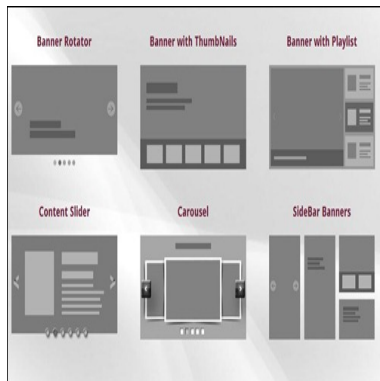 Banner Rotator
Banner with ThumbNails
Banner with Playlist
Content Slider
Carousel
SideBar Banners